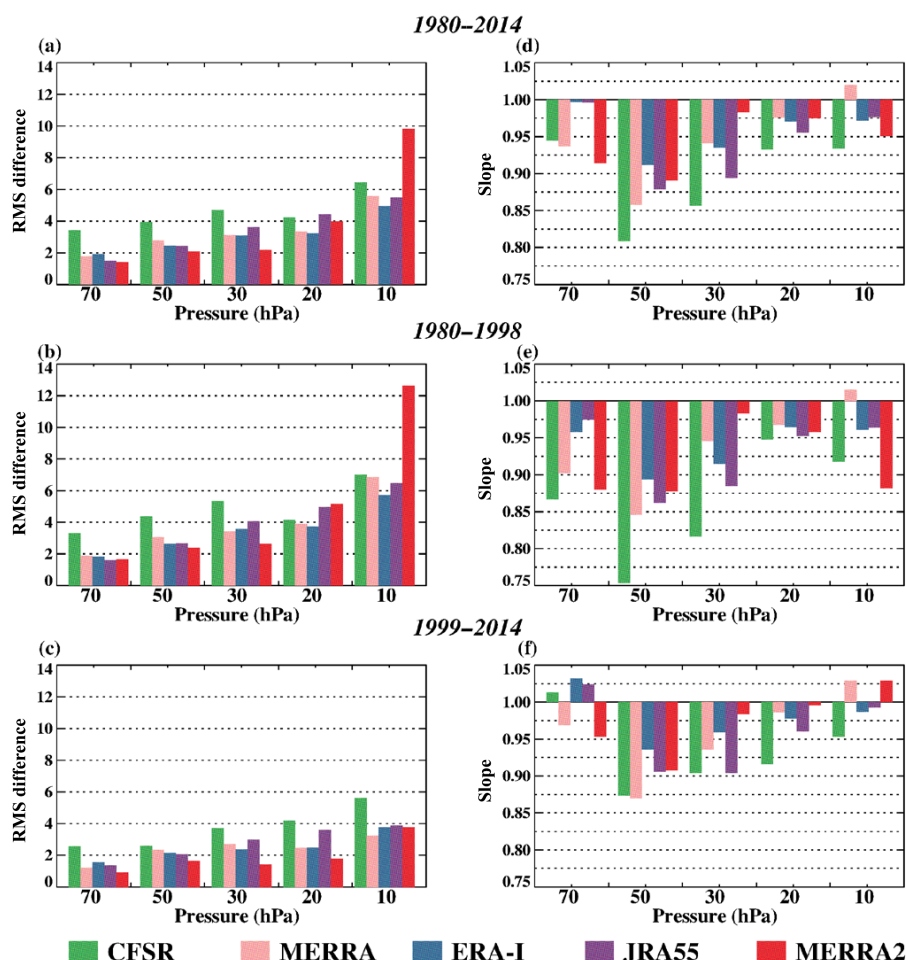 1980–2014
(a)
14
12
10
8
6
4
2
0
RMS difference
70 50 30 20 10
Pressure (hPa)
(d)
1.05
1.00
0.95
0.90
0.85
0.80
0.75
Slope
70 50 30 20 10
Pressure (hPa)
1980–1998
(b)
14
12
10
8
6
4
2
0
RMS difference
70 50 30 20 10
Pressure (hPa)
(e)
1.05
1.00
0.95
0.90
0.85
0.80
0.75
Slope
70 50 30 20 10
Pressure (hPa)
1999–2014
(c)
14
12
10
8
6
4
2
0
RMS difference
70 50 30 20 10
Pressure (hPa)
(f)
1.05
1.00
0.95
0.90
0.85
0.80
0.75
Slope
70 50 30 20 10
Pressure (hPa)
CFSR MERRA ERA-I JRA55 MERRA2